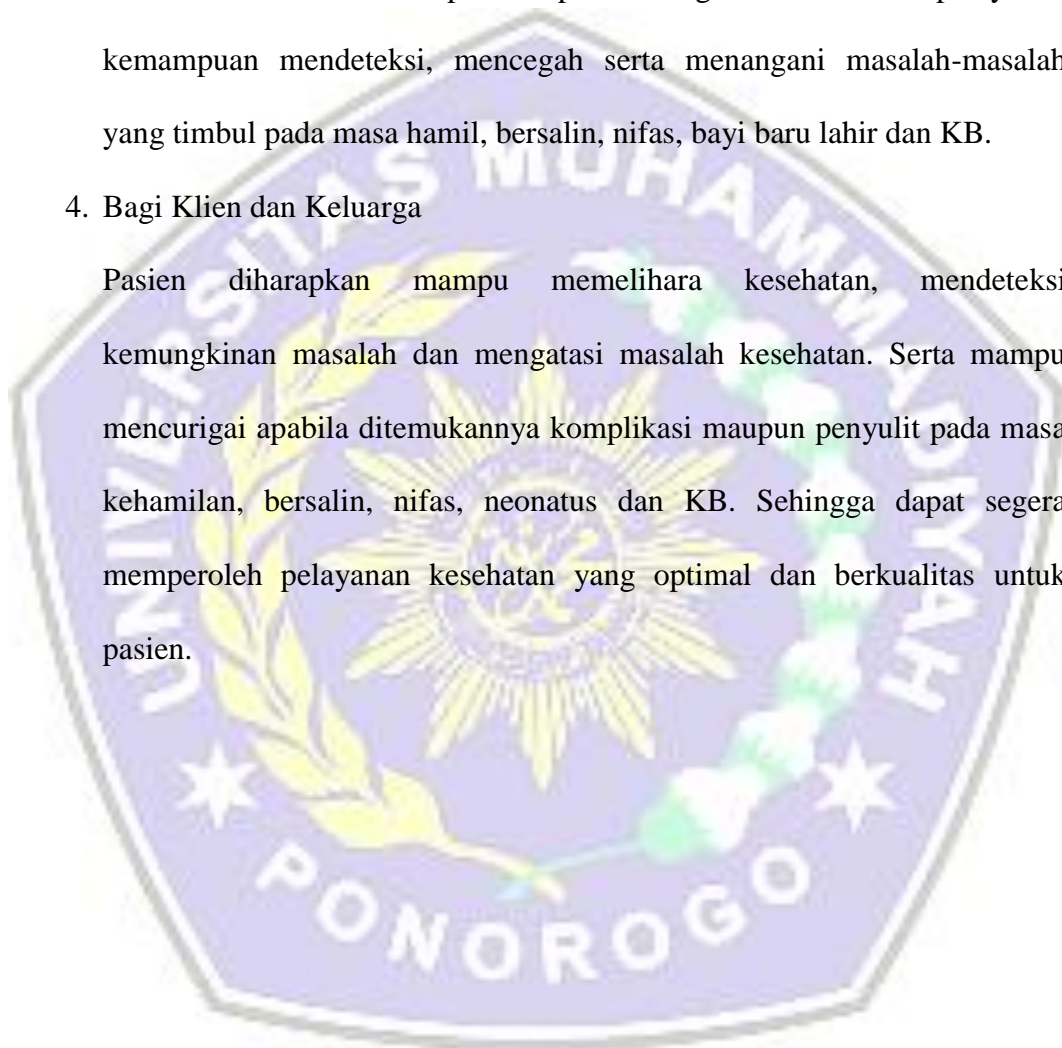 kemampuan mendeteksi, mencegah serta menangani masalah-masalah
yang timbul pada masa hamil, bersalin, nifas, bayi baru lahir dan KB.
4. Bagi Klien dan Keluarga
Pasien diharapkan mampu memelihara kesehatan, mendeteksi
kemungkinan masalah dan mengatasi masalah kesehatan. Serta mampu
mencurigai apabila ditemukannya komplikasi maupun penyulit pada masa
kehamilan, bersalin, nifas, neonatus dan KB. Sehingga dapat segera
memperoleh pelayanan kesehatan yang optimal dan berkualitas untuk
pasien.
UNIVERSITAS MUHAMMADIYAH
PONOROGO